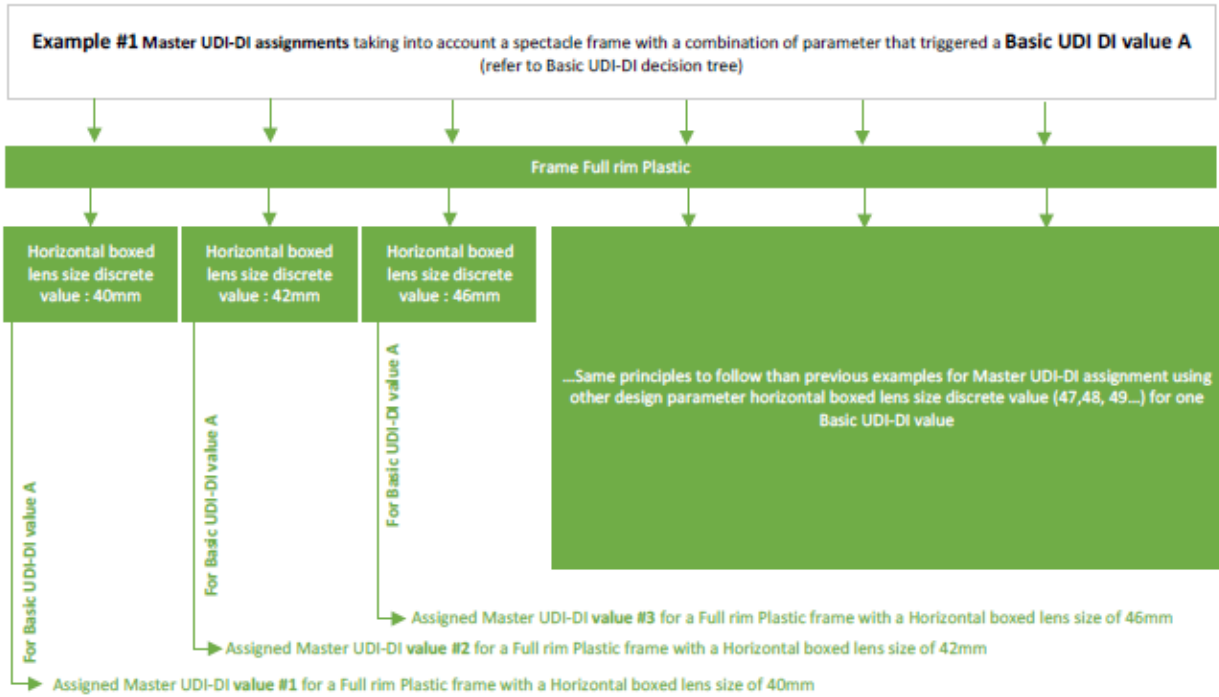 Example #1 Master UDI-DI assignments taking into account a spectacle frame with a combination of parameter that triggered a Basic UDI DI value A
(refer to Basic UDI-DI decision tree)
Frame Full rim Plastic
Horizontal boxed
lens size discrete
value : 40mm
Horizontal boxed
lens size discrete
value : 42mm
Horizontal boxed
lens size discrete
value : 46mm
...Same principles to follow than previous examples for Master UDI-DI assignment using
other design parameter horizontal boxed lens size discrete value (47,48, 49...) for one
Basic UDI-DI value
For Basic UDI-DI value A
For Basic UDI-DI value A
For Basic UDI-DI value A
Assigned Master UDI-DI value #3 for a Full rim Plastic frame with a Horizontal boxed lens size of 46mm
Assigned Master UDI-DI value #2 for a Full rim Plastic frame with a Horizontal boxed lens size of 42mm
Assigned Master UDI-DI value #1 for a Full rim Plastic frame with a Horizontal boxed lens size of 40mm